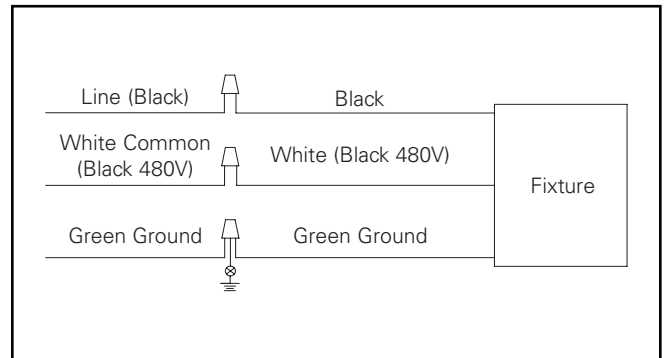 Line (Black)
Black
White Common
(Black 480V)
White (Black 480V)
Fixture
Green Ground
Green Ground